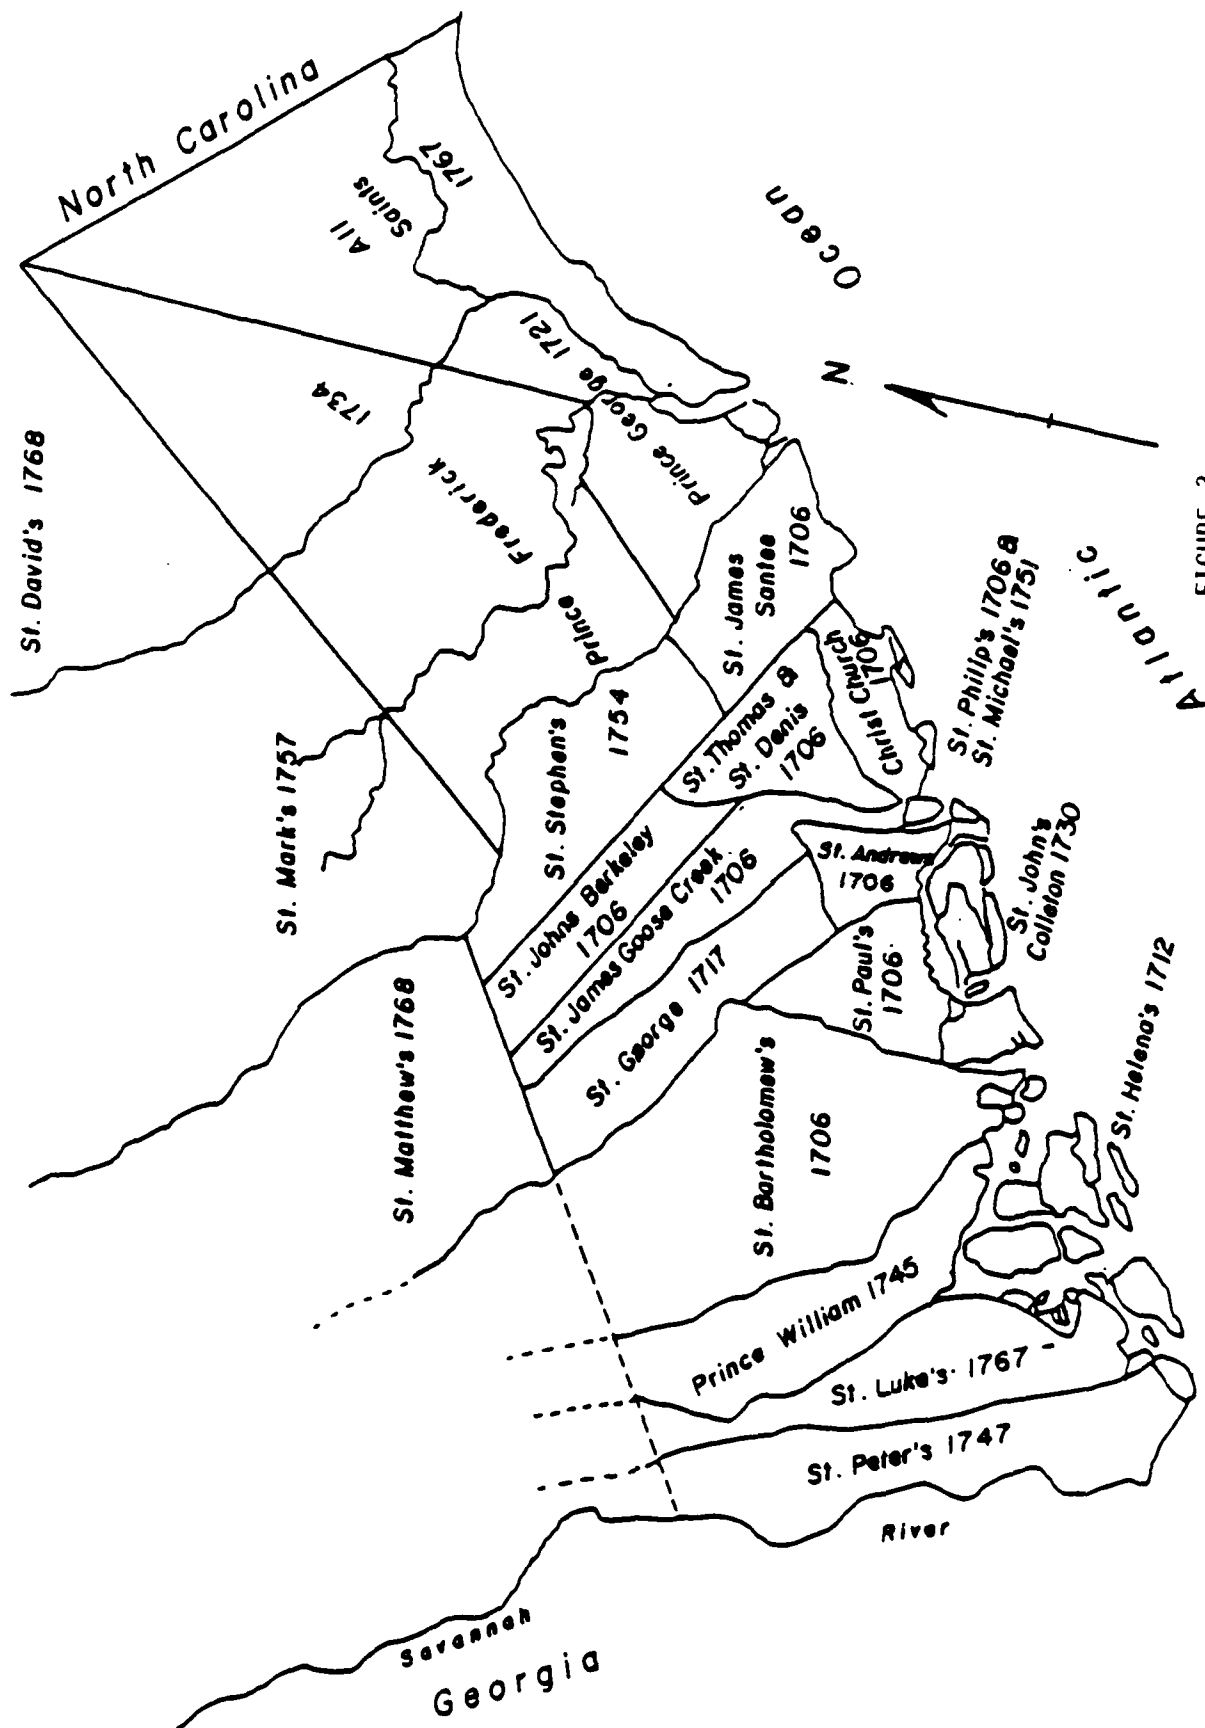 North Carolina
St. David's 1768
1734
All
Saints
1767
Frederick
Prince
Prince George 1721
St. Mark's 1757
St. Stephen's
1754
St. James
Santee
1706
St. Matthew's 1768
St. Johns Berkeley
1706
St. Thomas &
St. Denis
1706
Christ Church
1706
St. James Goose Creek
1706
St. George 1717
St. Andrews
1706
St. Paul's
1706
St. Philip's 1706 &
St. Michael's 1751
St. John's
Colleton 1730
St. Bartholomew's
1706
St. Helena's 1712
Prince William 1745
St. Luke's 1767
St. Peter's 1747
Savannah
River
Georgia
Atlantic
Ocean
N
FIGURE